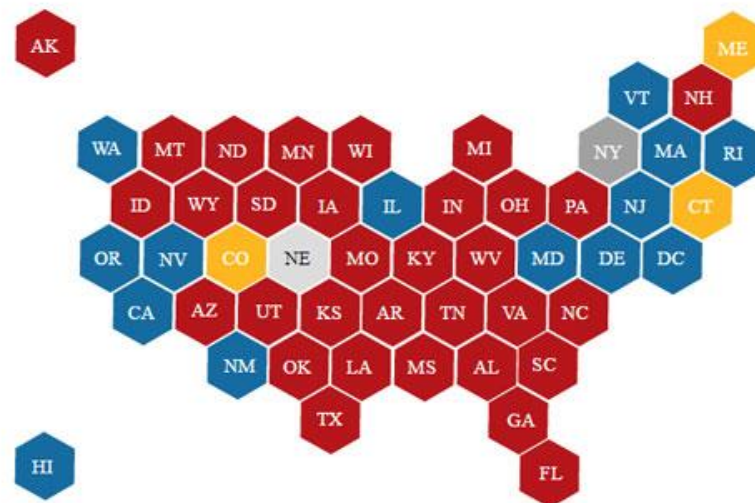 AK
ME
VT NH
WA MT ND MN WI MI NY MA RI
ID WY SD IA IL IN OH PA NJ CT
OR NV CO NE MO KY WV MD DE DC
CA AZ UT KS AR TN VA NC
NM OK LA MS AL SC
TX GA
HI FL